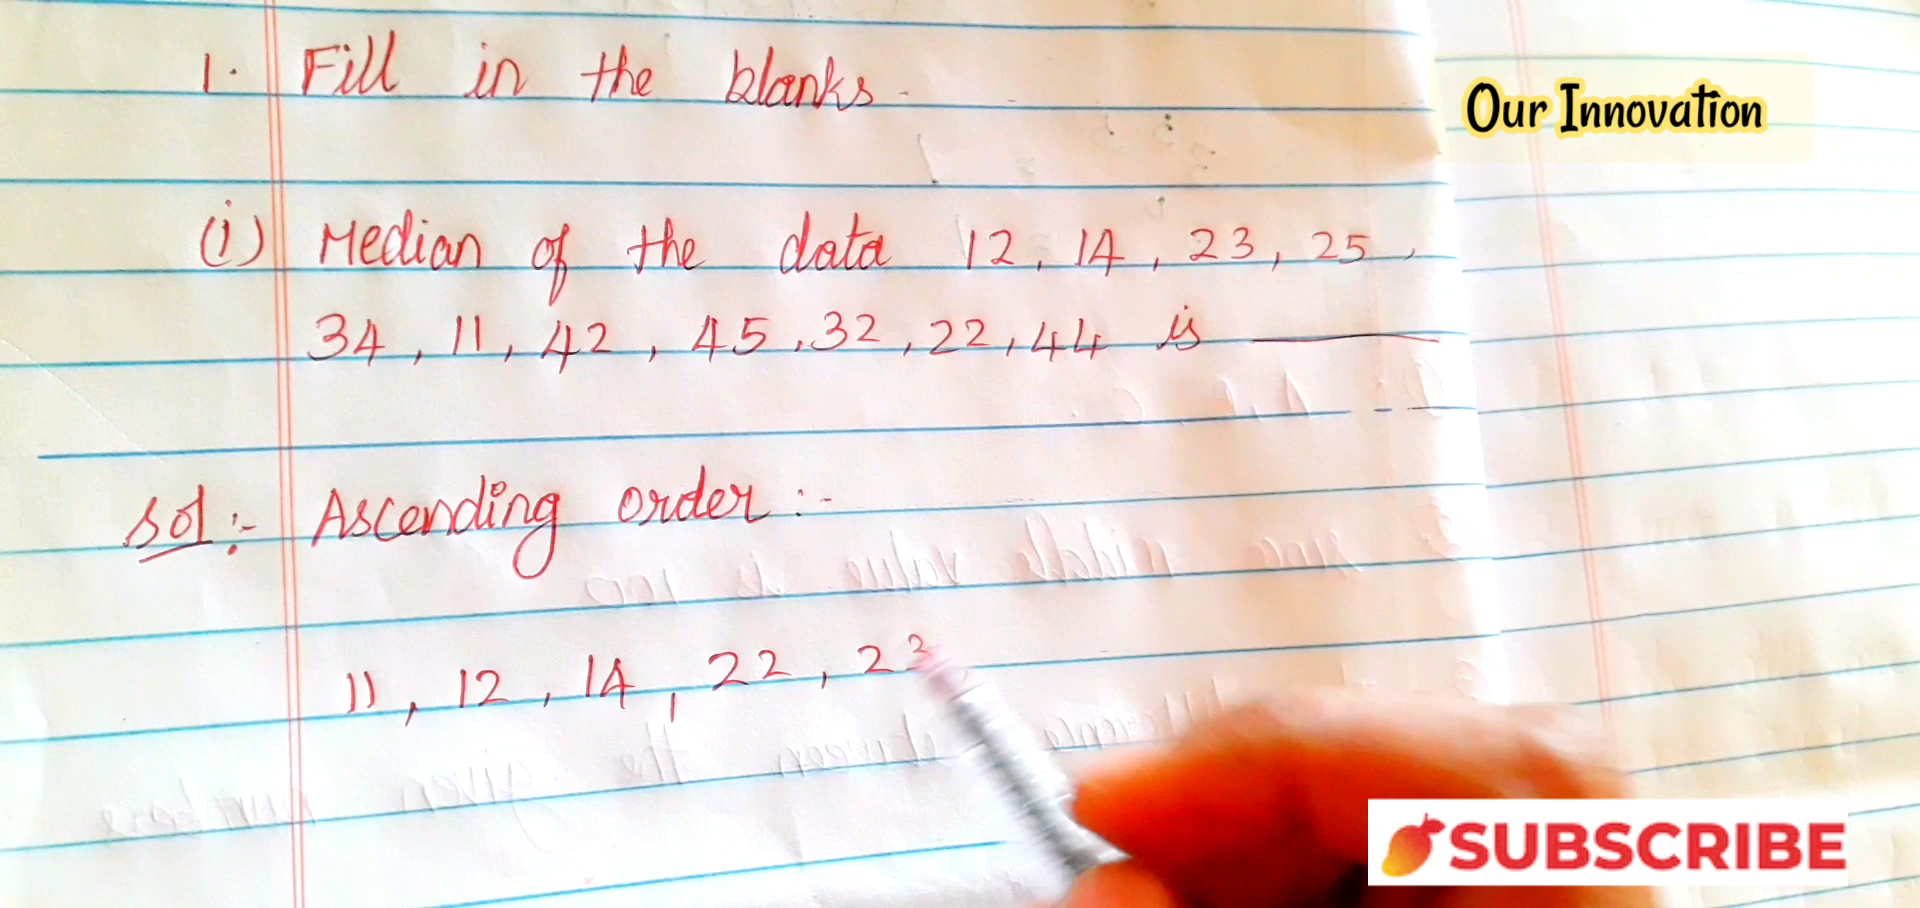 1. Fill in the blanks.
Our Innovation
(i) Median of the data 12, 14, 23, 25,
34, 11, 42, 45, 32, 22, 44 is ______
Sol:- Ascending order:-
11, 12, 14, 22, 23
SUBSCRIBE